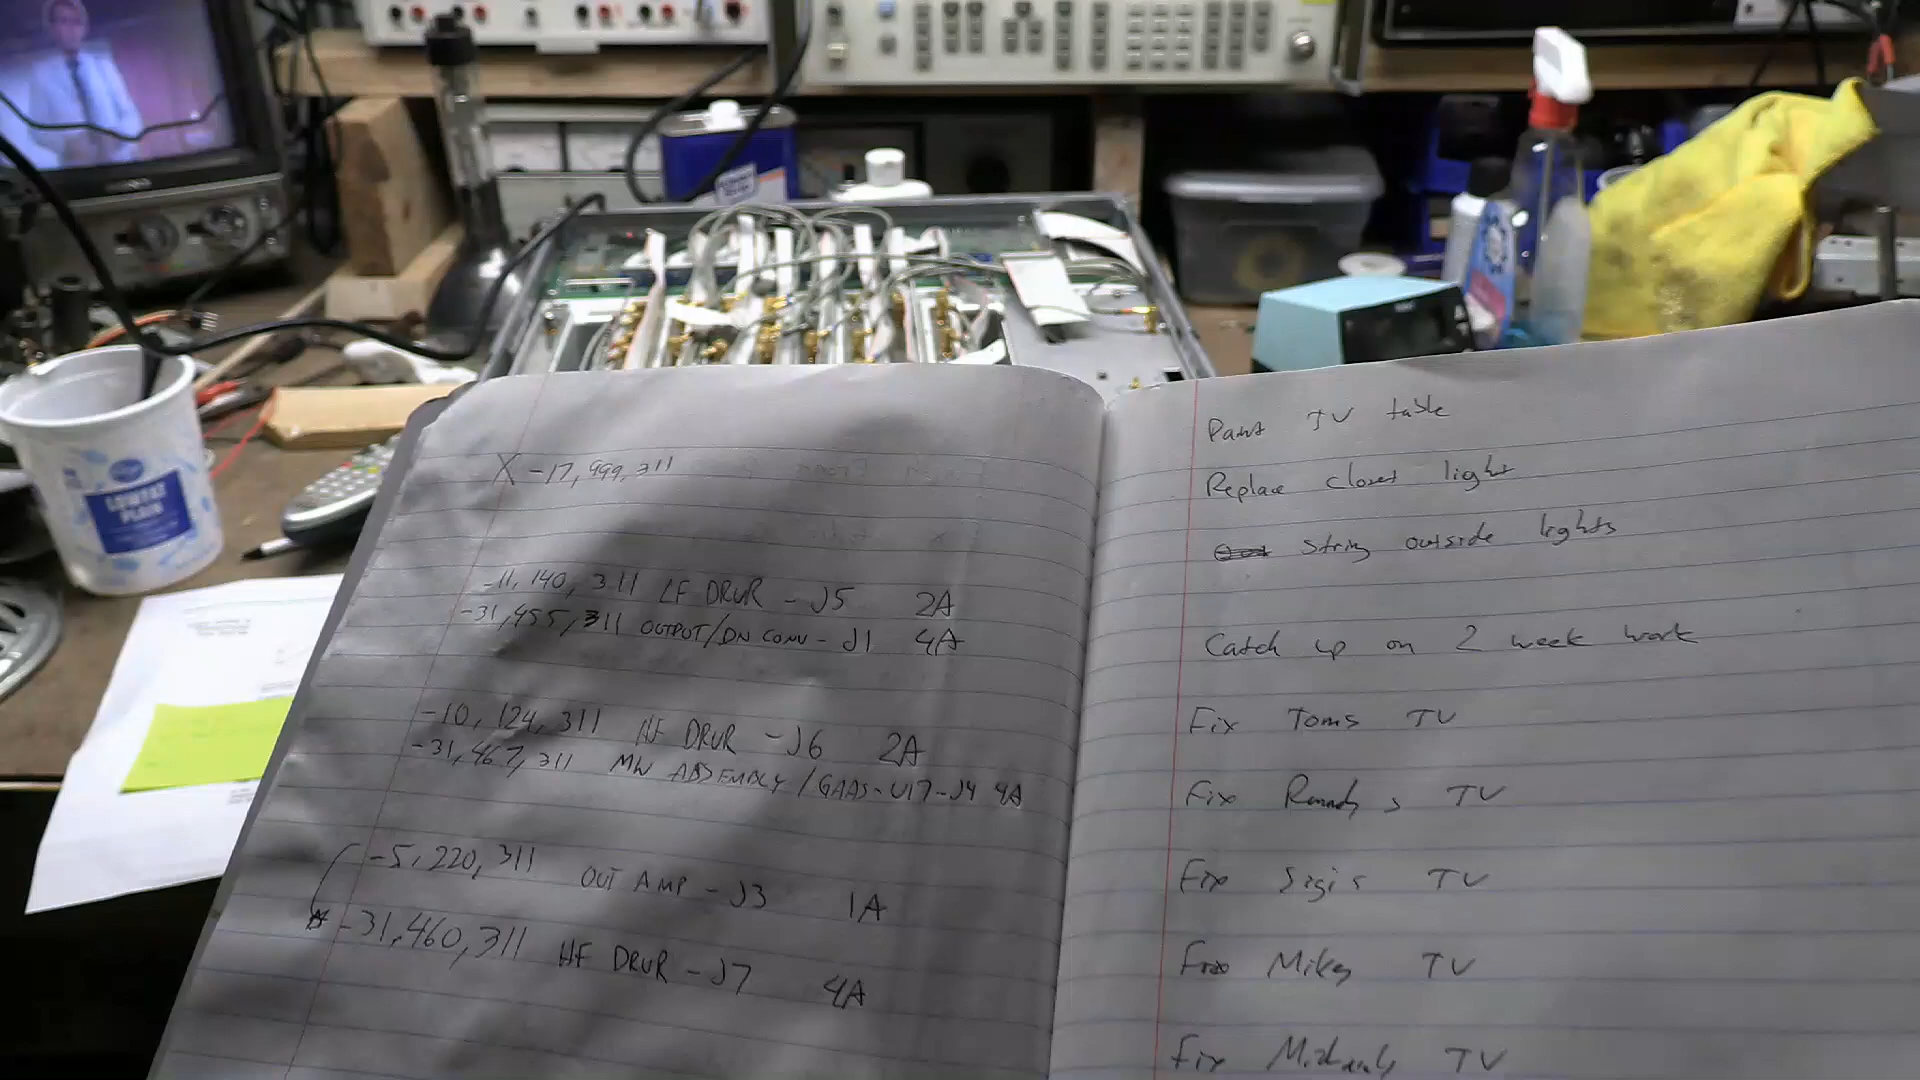 X -17,999,311
-11,140,311 LF DRVR - J5 2A
-31,455,311 OUTPUT/DN CONV - J1 4A
-10,124,311 HF DRVR - J6 2A
-31,467,311 MW ASSEMBLY/GAAS-U17-J4 4A
-5,220,311 OUT AMP - J3 1A
-31,460,311 HF DRVR - J7 4A
Paint TV table
Replace closet light
String outside lights
Catch up on 2 week work
Fix Toms TV
Fix Randys TV
Fix Sigis TV
Fix Mikes TV
Fix Michaels TV
LOWFAT
PLAIN